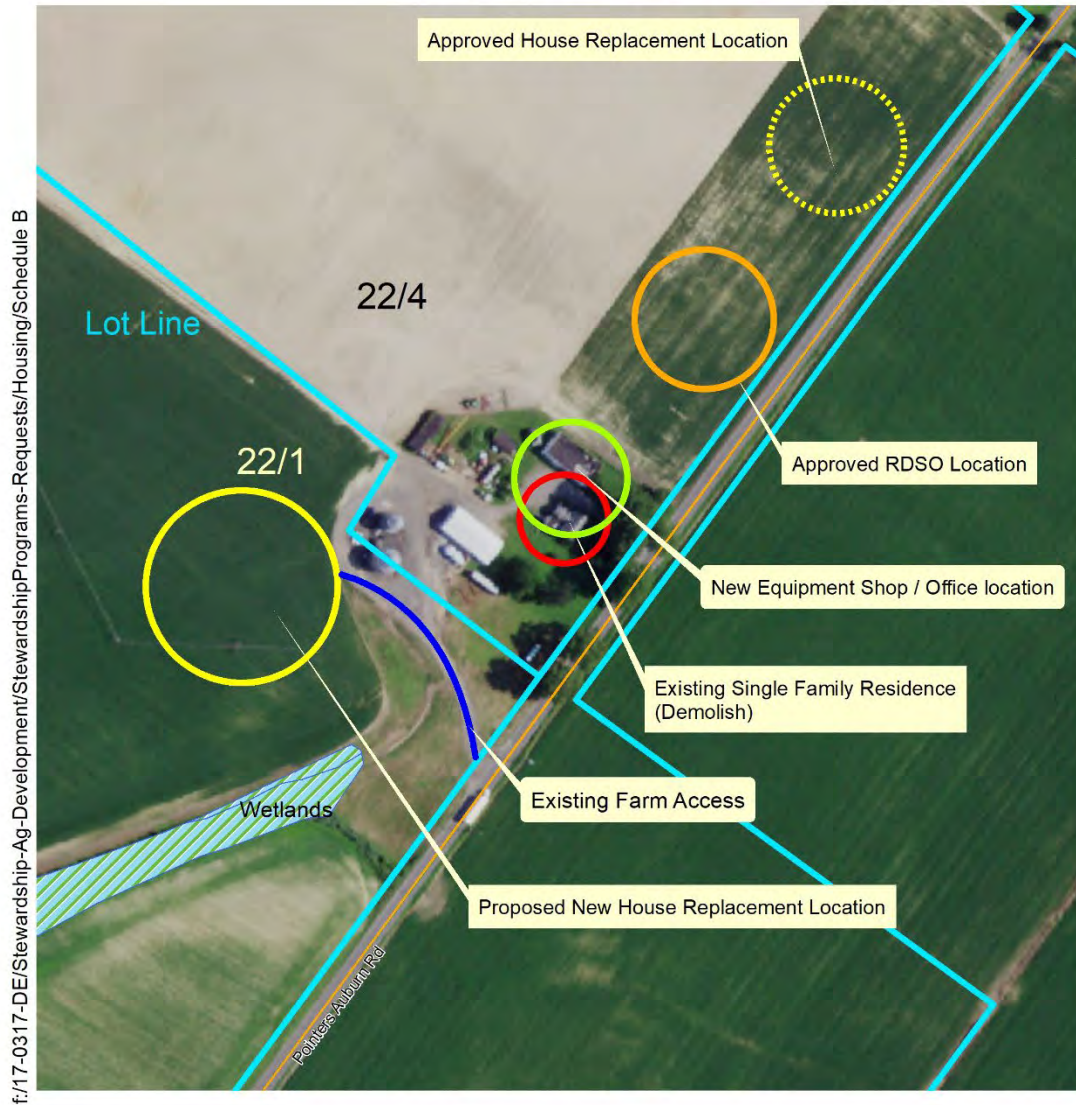 Approved House Replacement Location
22/4
Lot Line
22/1
Approved RDSO Location
New Equipment Shop / Office location
Existing Single Family Residence
(Demolish)
Existing Farm Access
Wetlands
Proposed New House Replacement Location
Pointers Auburn Rd
f:/17-0317-DE/Stewardship-Ag-Development/StewardshipPrograms-Requests/Housing/Schedule B